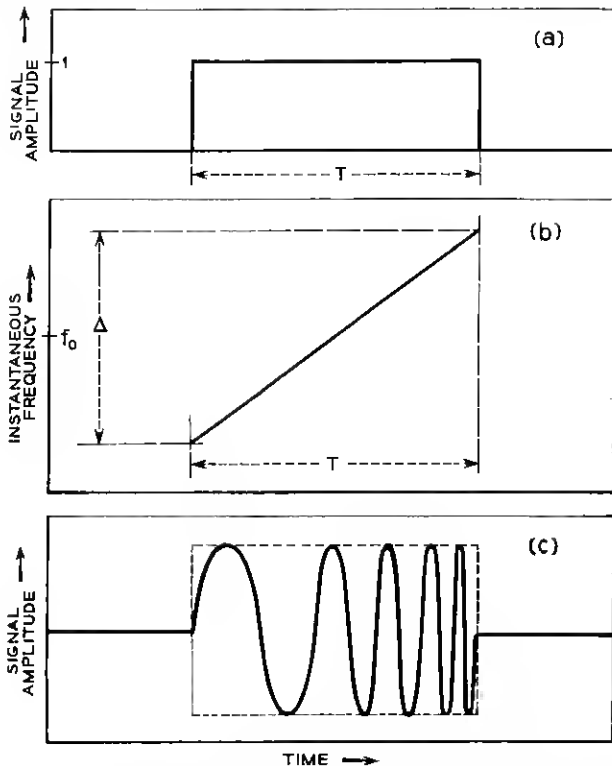 SIGNAL
AMPLITUDE
1
(a)
T
INSTANTANEOUS
FREQUENCY
f₀
Δ
(b)
T
SIGNAL
AMPLITUDE
(c)
TIME